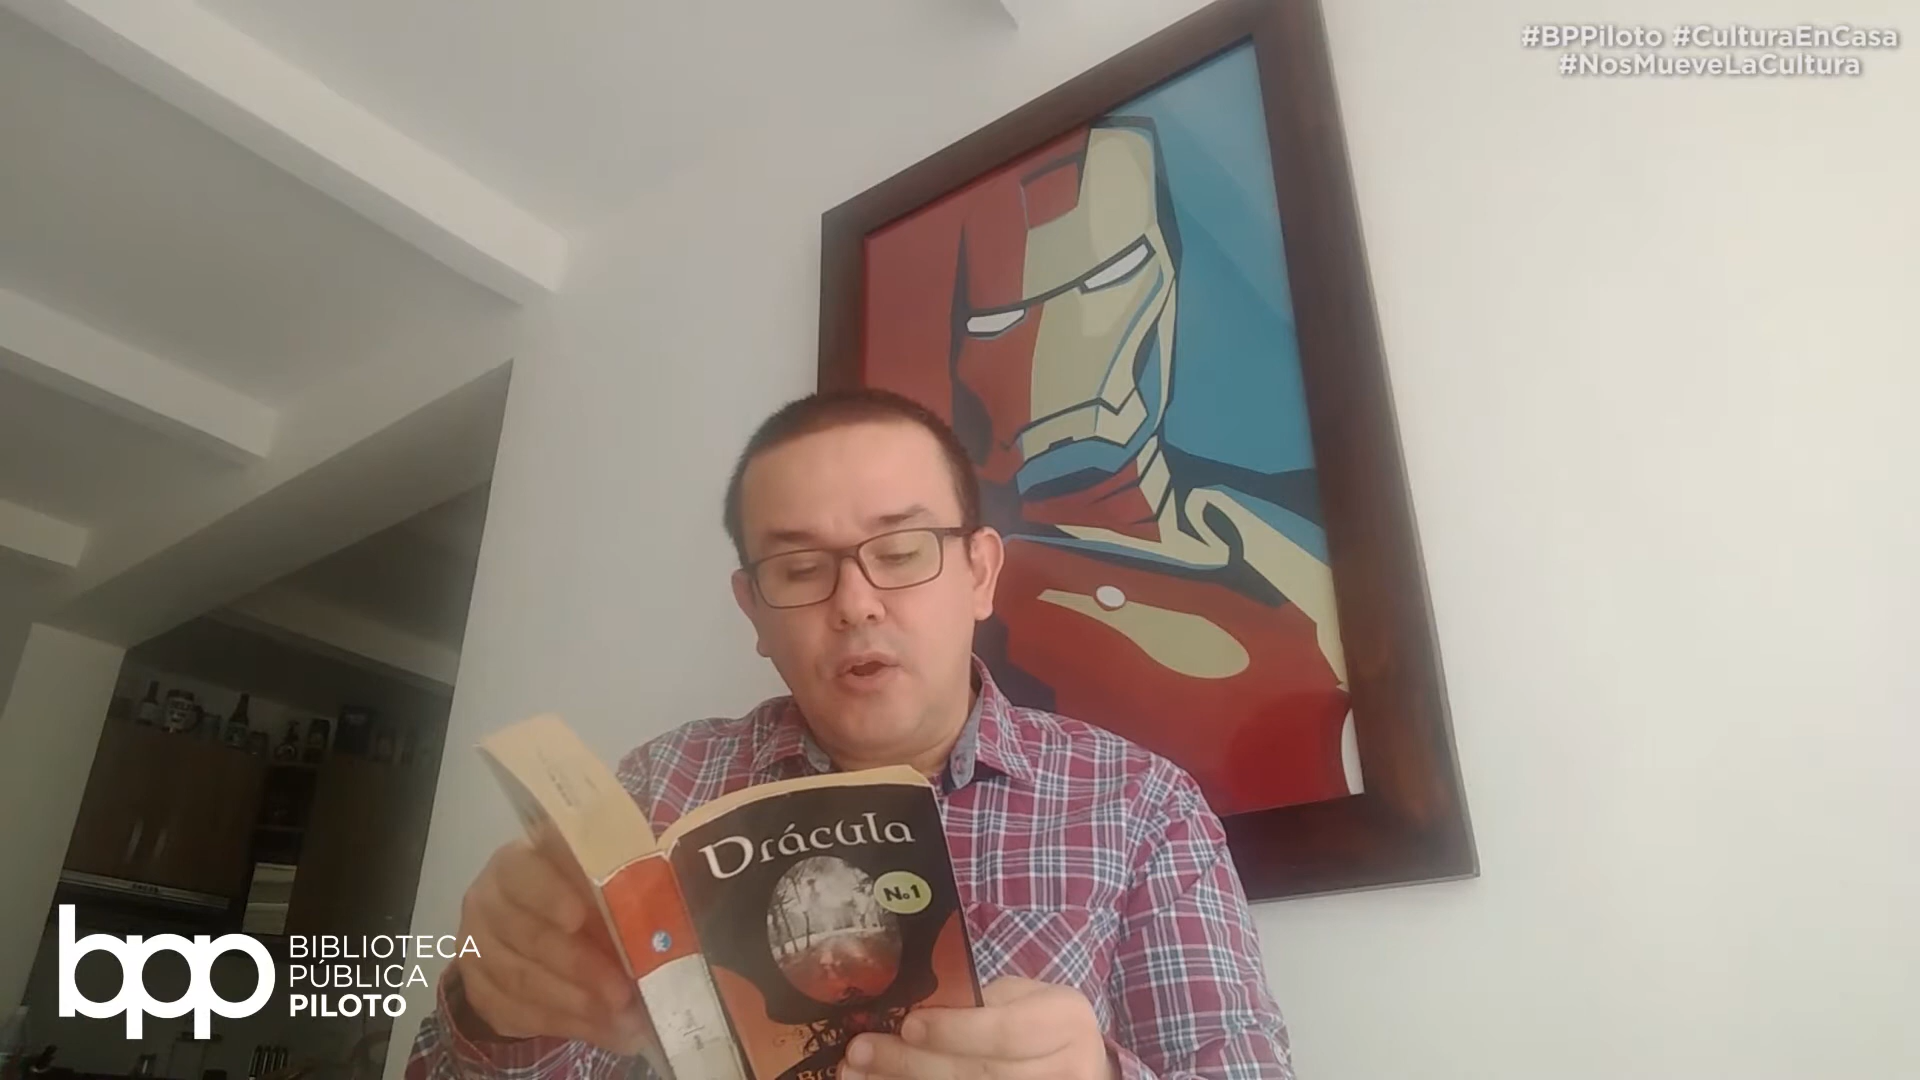 #BPPiloto #CulturaEnCasa
#NosMueveLaCultura
Drácula
No1
bpp
BIBLIOTECA
PÚBLICA
PILOTO